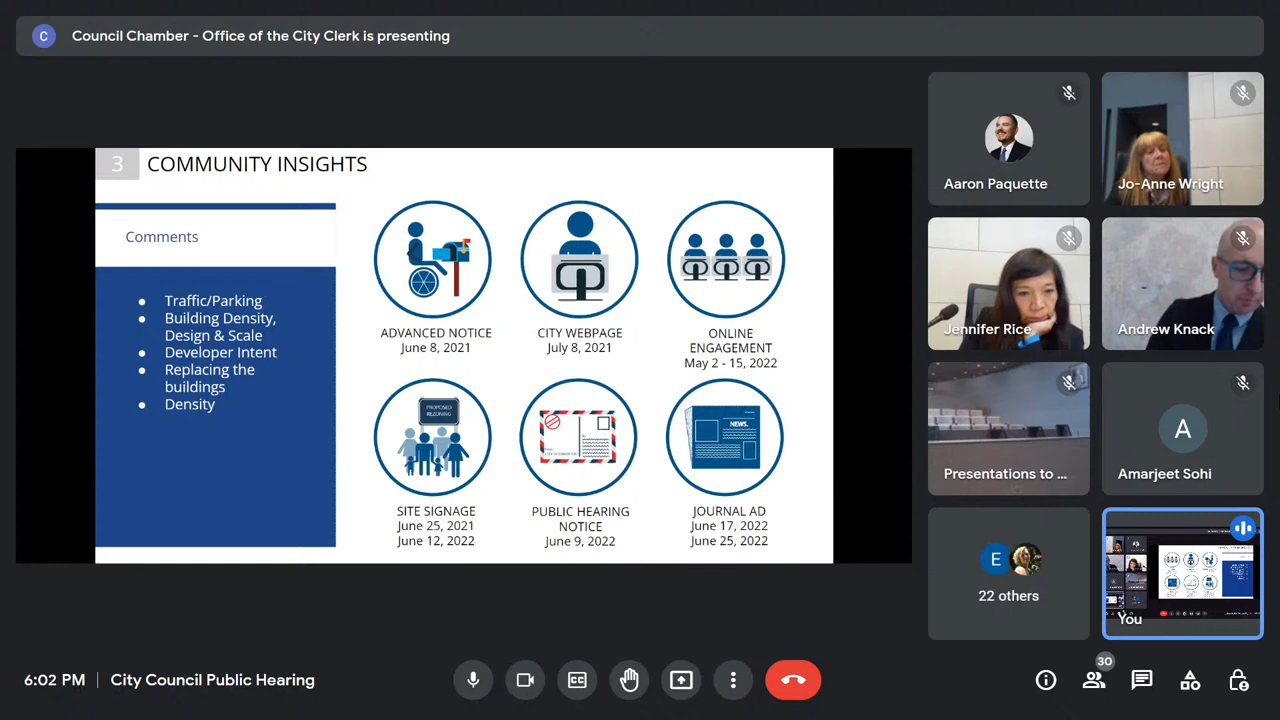 C
Council Chamber - Office of the City Clerk is presenting
3
COMMUNITY INSIGHTS
Comments
● Traffic/Parking
● Building Density,
Design & Scale
● Developer Intent
● Replacing the
buildings
● Density
ADVANCED NOTICE
June 8, 2021
CITY WEBPAGE
July 8, 2021
ONLINE
ENGAGEMENT
May 2 - 15, 2022
PROPOSED
REZONING
NEWS.
SITE SIGNAGE
June 25, 2021
June 12, 2022
PUBLIC HEARING
NOTICE
June 9, 2022
JOURNAL AD
June 17, 2022
June 25, 2022
Aaron Paquette
Jo-Anne Wright
Jennifer Rice
Andrew Knack
Presentations to ...
A
Amarjeet Sohi
E
22 others
You
6:02 PM
City Council Public Hearing
CC
30